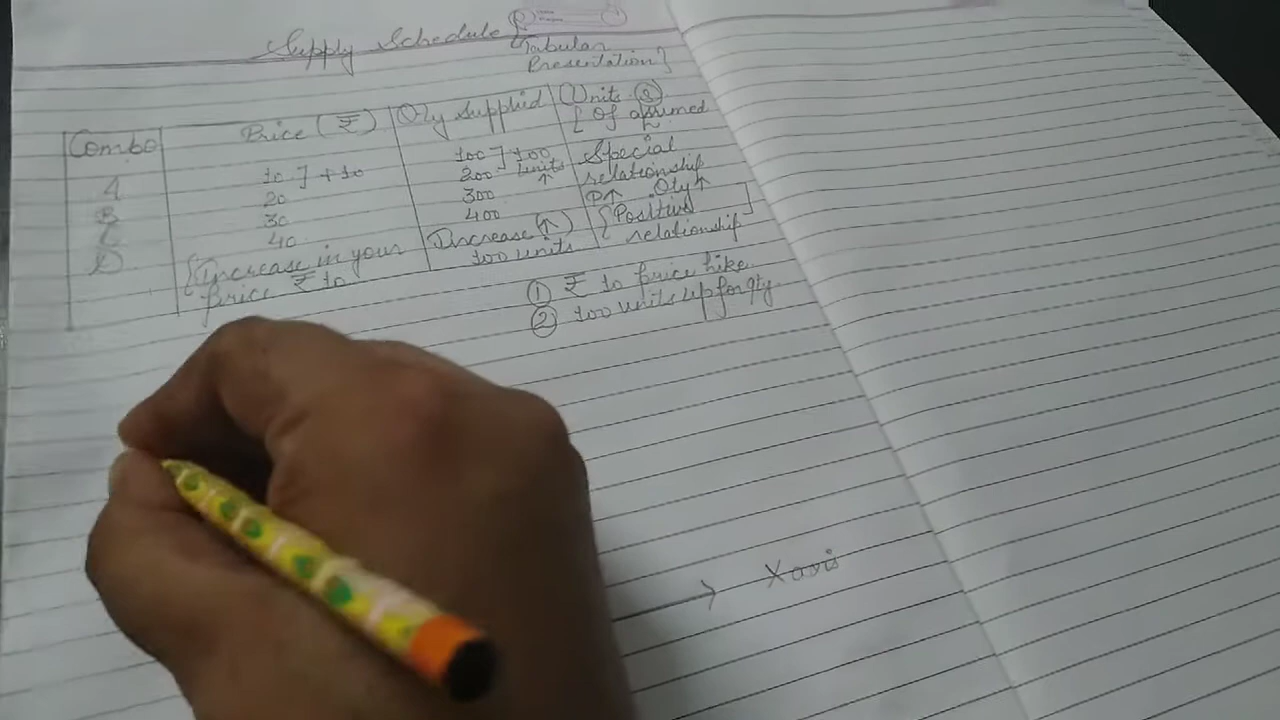 Supply Schedule
[Tabular
Presentation]
Combo Price (₹) Qty Supplied Units
[Of assumed
A 10 ] +10 100 ] 100 Special
B 20 200 units relationship
C 30 300 ↑ P↑ Qty↑
D 40 400 [Positive
[Increase in your Increase (↑) relationship]
price ₹ 10 100 units
① ₹ 10 price hike
② 100 units up for qty
X axis